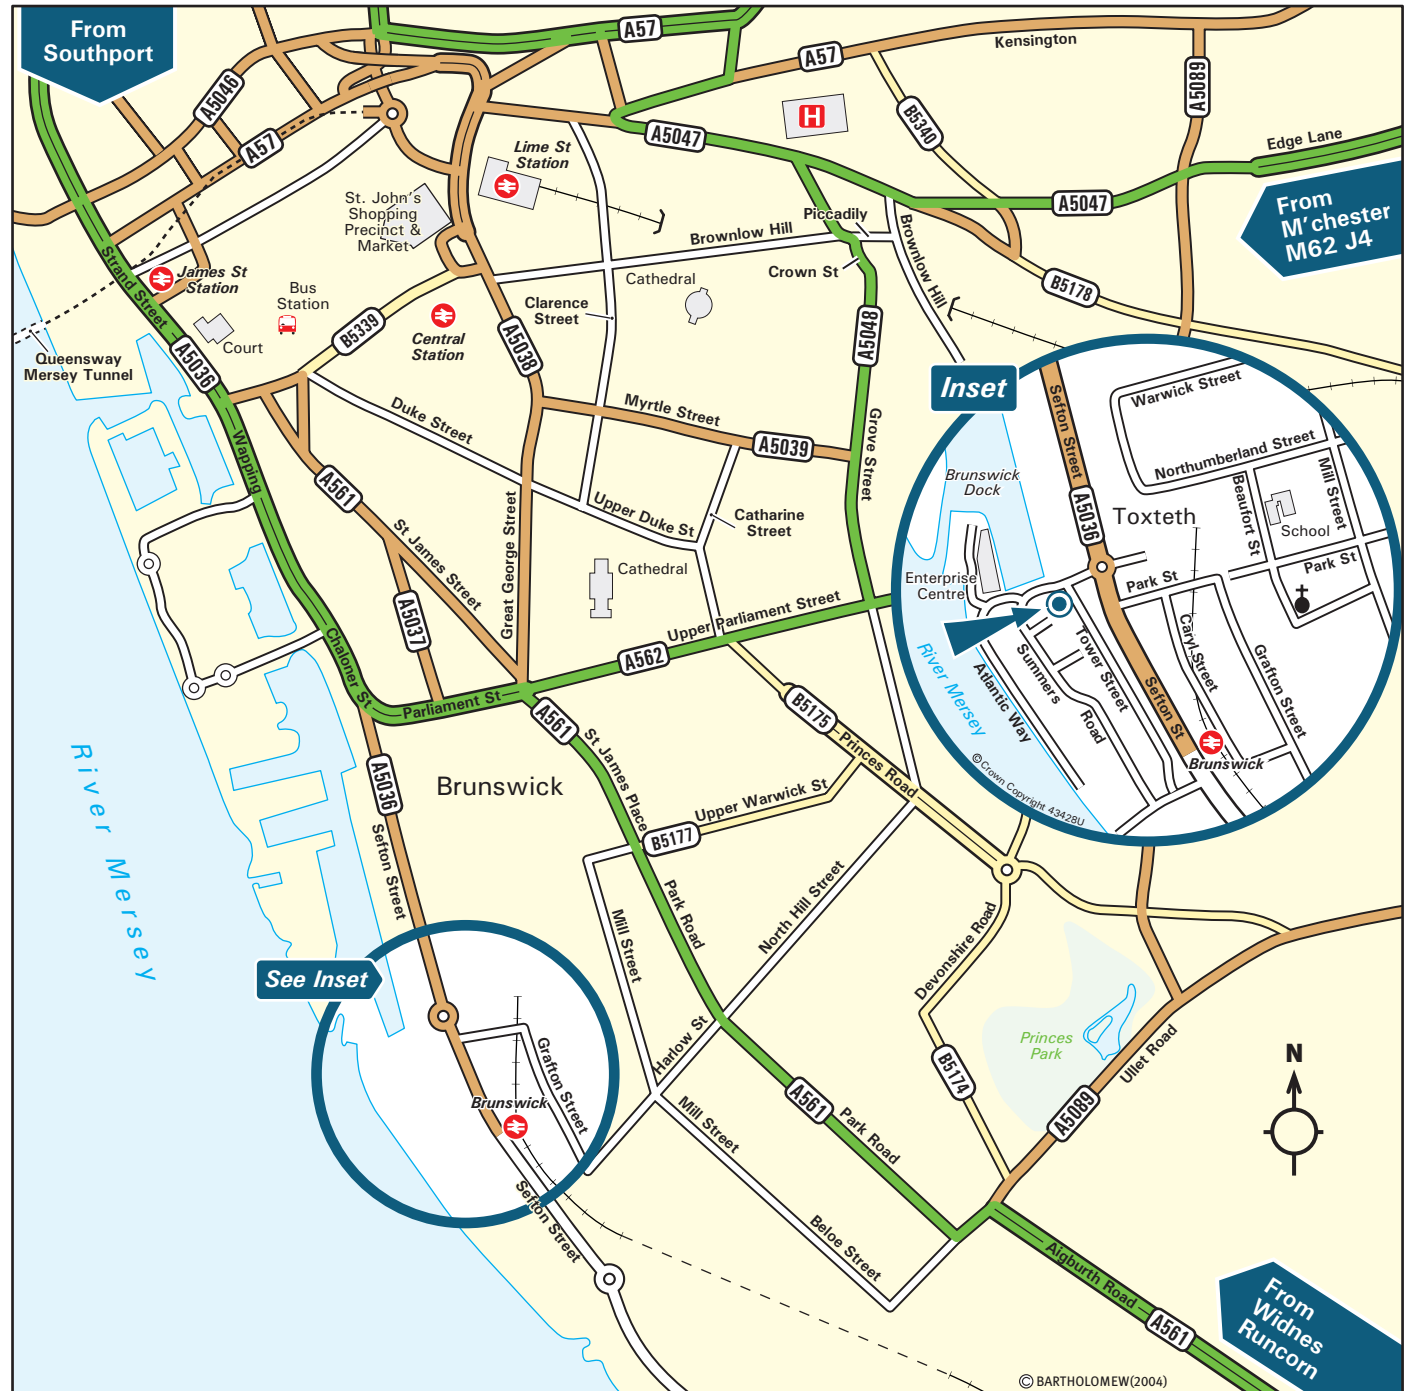 From
Southport
A57
A57
Kensington
A5089
A5046
A57
A5047
B5340
Edge Lane
A5047
From
M'chester
M62 J4
Lime St
Station
St. John's
Shopping
Precinct &
Market
Piccadily
Brownlow Hill
Brownlow Hill
Crown St
Strand Street
James St
Station
Bus
Station
Cathedral
B5178
Clarence
Street
B5339
Central
Station
A5038
A5048
Court
Queensway
Mersey Tunnel
A5036
Inset
Duke Street
Myrtle Street
A5039
Grove Street
Wapping
A561
St James Street
Great George Street
Upper Duke St
Catharine
Street
Cathedral
A5037
Upper Parliament Street
A562
Chaloner St
Parliament St
A561
St James Place
B5175
Princes Road
Upper Warwick St
B5177
Brunswick
A5036
Sefton Street
River Mersey
Sefton Street
A5036
Warwick Street
Northumberland Street
Mill Street
Beaufort St
School
Park St
Brunswick
Dock
Toxteth
Enterprise
Centre
Park St
Caryl Street
Grafton Street
Tower Street
Summers
Road
Atlantic Way
Sefton St
Brunswick
River Mersey
© Crown Copyright 43428U
Park Road
Mill Street
North Hill Street
Devonshire Road
See Inset
Harlow St
Princes
Park
Ullet Road
Grafton Street
Brunswick
Mill Street
A561
Park Road
B5174
A5089
N
Sefton Street
Beloe Street
Aigburth Road
A561
From
Widnes
Runcorn
© BARTHOLOMEW(2004)